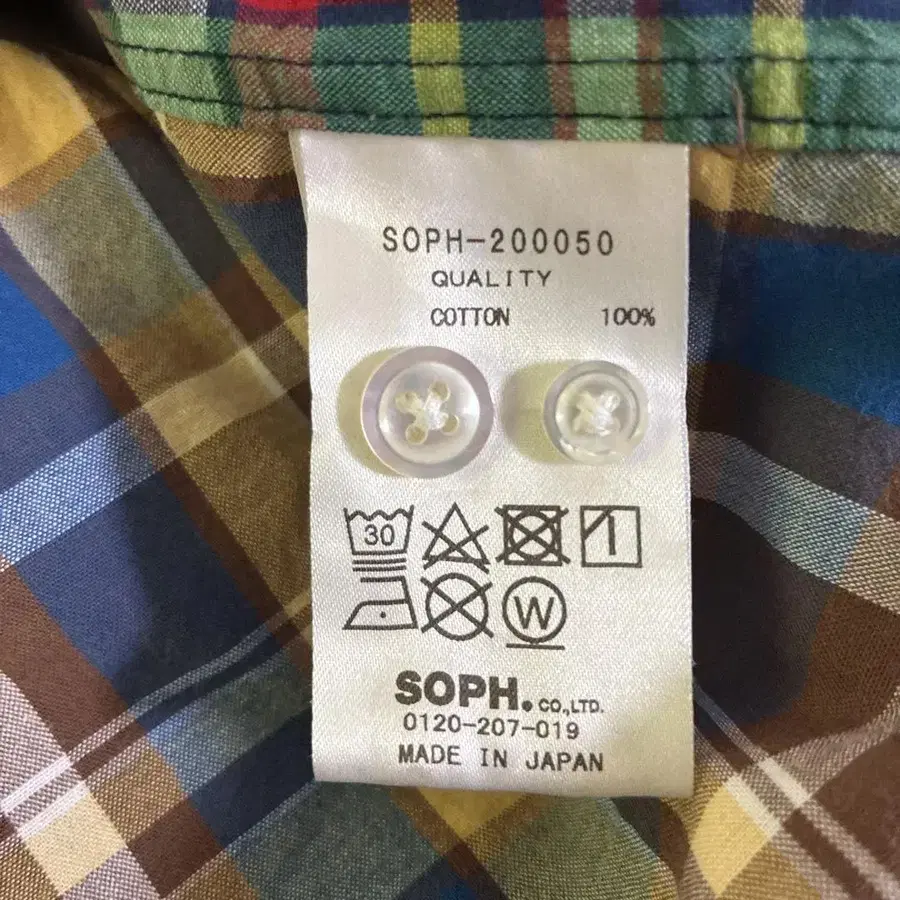 SOPH-200050
QUALITY
COTTON 100%
30
W
SOPH. CO.,LTD.
0120-207-019
MADE IN JAPAN